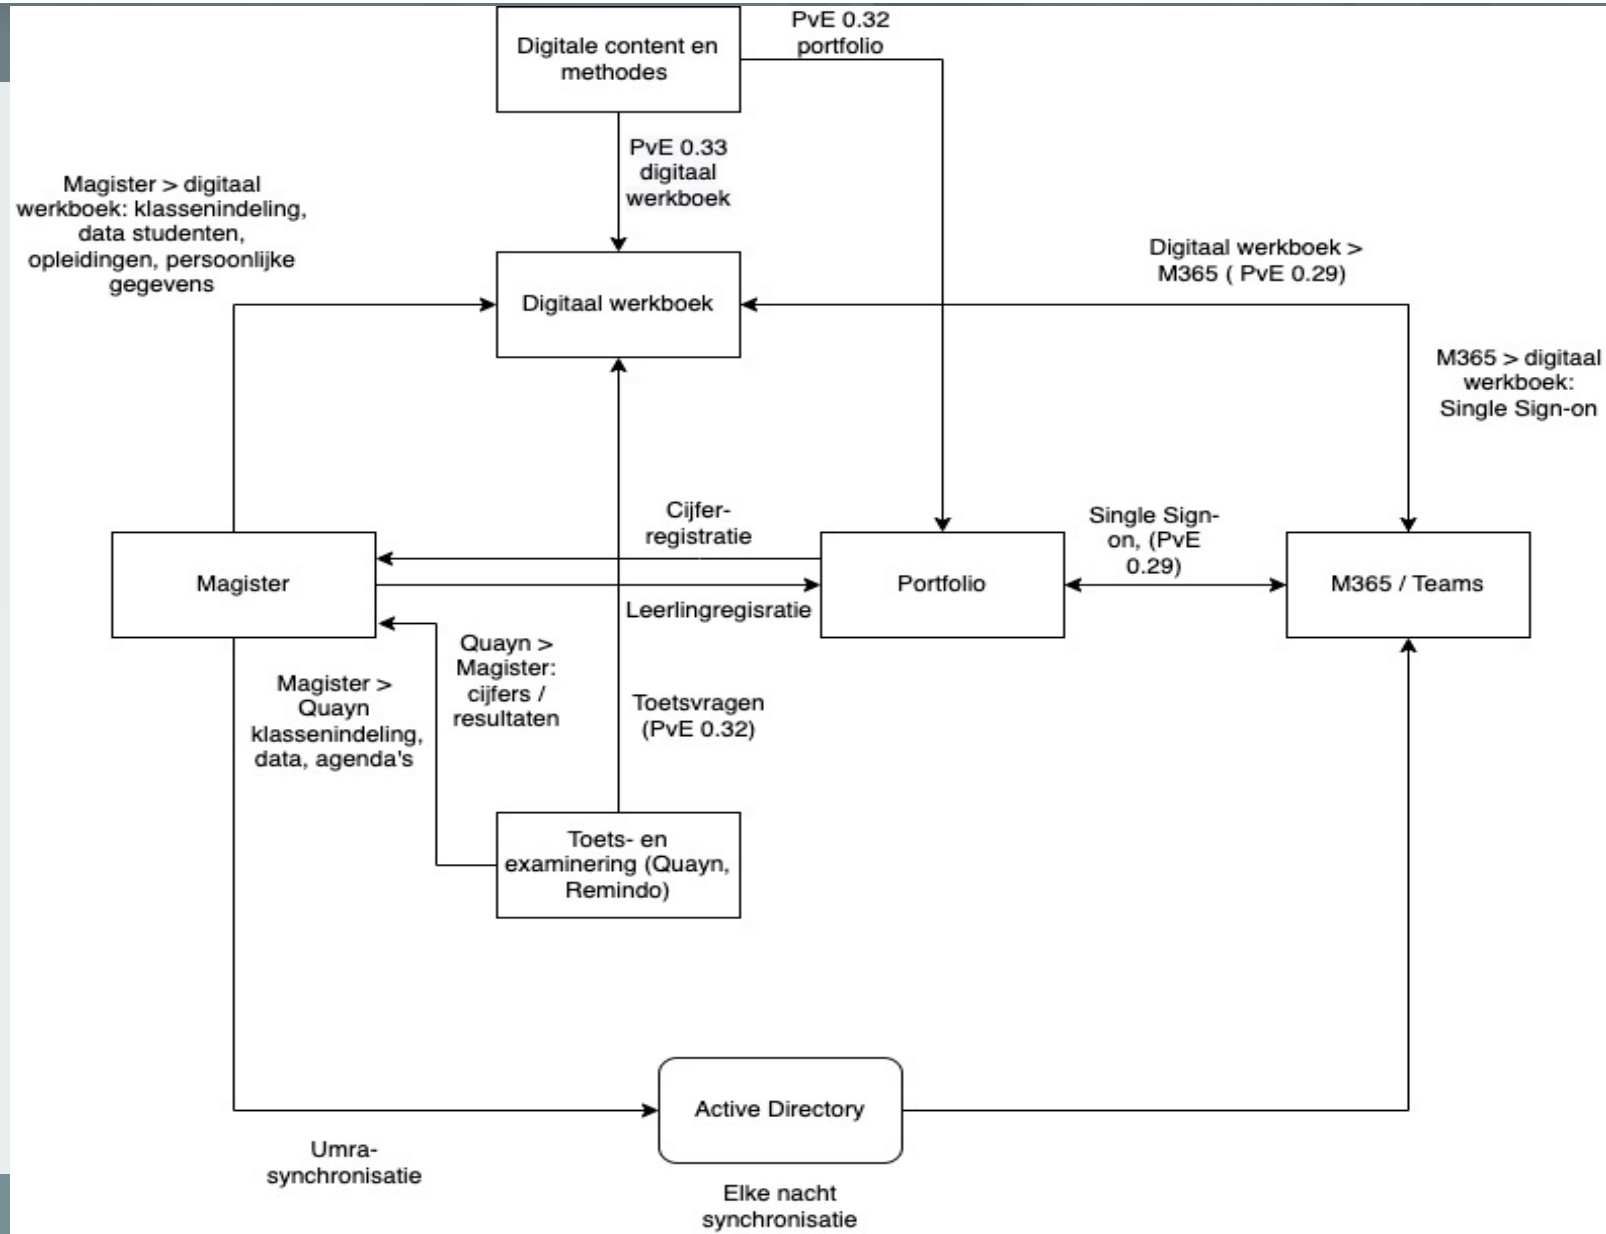 PvE 0.32
portfolio
Digitale content en
methodes
PvE 0.33
digitaal
werkboek
Magister > digitaal
werkboek: klassenindeling,
data studenten,
opleidingen, persoonlijke
gegevens
Digitaal werkboek >
M365 ( PvE 0.29)
Digitaal werkboek
M365 > digitaal
werkboek:
Single Sign-on
Cijfer-
registratie
Single Sign-
on, (PvE
0.29)
Magister
Portfolio
M365 / Teams
Leerlingregisratie
Quayn >
Magister:
cijfers /
resultaten
Magister >
Quayn
klassenindeling,
data, agenda's
Toetsvragen
(PvE 0.32)
Toets- en
examinering (Quayn,
Remindo)
Active Directory
Umra-
synchronisatie
Elke nacht
synchronisatie